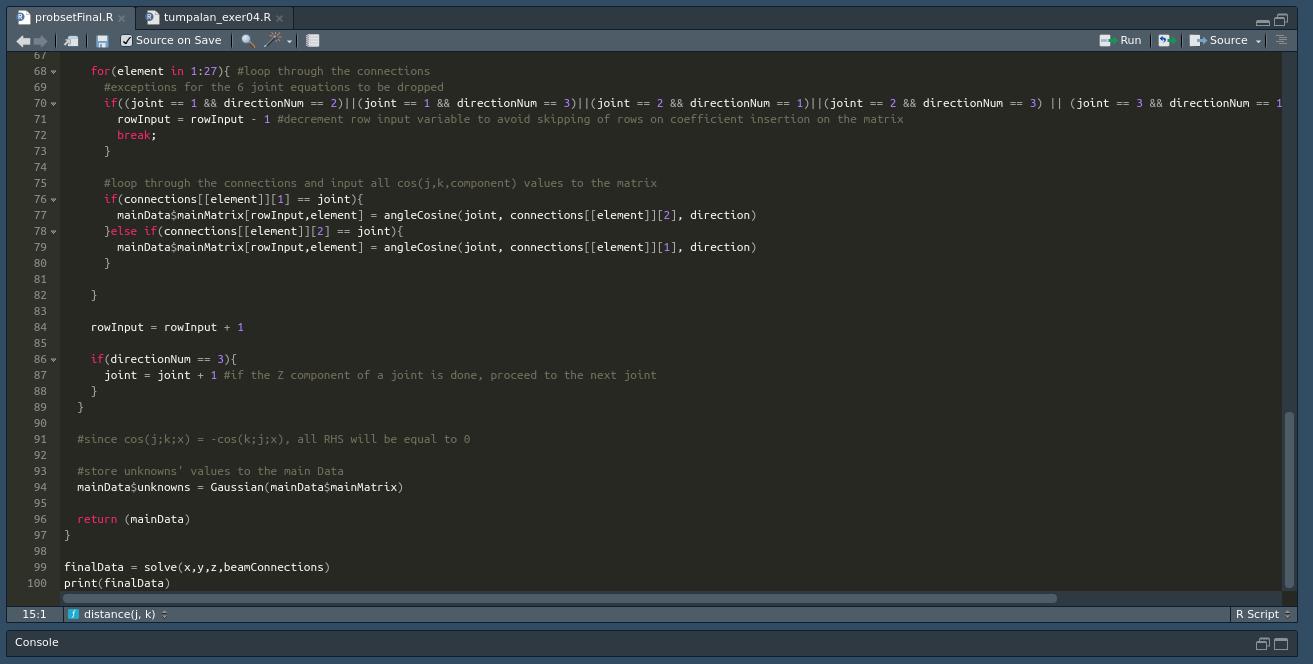 probsetFinal.R
tumpalan_exer04.R
Source on Save
Run
Source
67
68 for(element in 1:27){ #loop through the connections
69 #exceptions for the 6 joint equations to be dropped
70 if((joint == 1 && directionNum == 2)||(joint == 1 && directionNum == 3)||(joint == 2 && directionNum == 1)||(joint == 2 && directionNum == 3) || (joint == 3 && directionNum == 1
71 rowInput = rowInput - 1 #decrement row input variable to avoid skipping of rows on coefficient insertion on the matrix
72 break;
73 }
74
75 #loop through the connections and input all cos(j,k,component) values to the matrix
76 if(connections[[element]][1] == joint){
77 mainData$mainMatrix[rowInput,element] = angleCosine(joint, connections[[element]][2], direction)
78 }else if(connections[[element]][2] == joint){
79 mainData$mainMatrix[rowInput,element] = angleCosine(joint, connections[[element]][1], direction)
80 }
81
82 }
83
84 rowInput = rowInput + 1
85
86 if(directionNum == 3){
87 joint = joint + 1 #if the Z component of a joint is done, proceed to the next joint
88 }
89 }
90
91 #since cos(j;k;x) = -cos(k;j;x), all RHS will be equal to 0
92
93 #store unknowns' values to the main Data
94 mainData$unknowns = Gaussian(mainData$mainMatrix)
95
96 return (mainData)
97 }
98
99 finalData = solve(x,y,z,beamConnections)
100 print(finalData)
15:1 f distance(j, k) R Script
Console